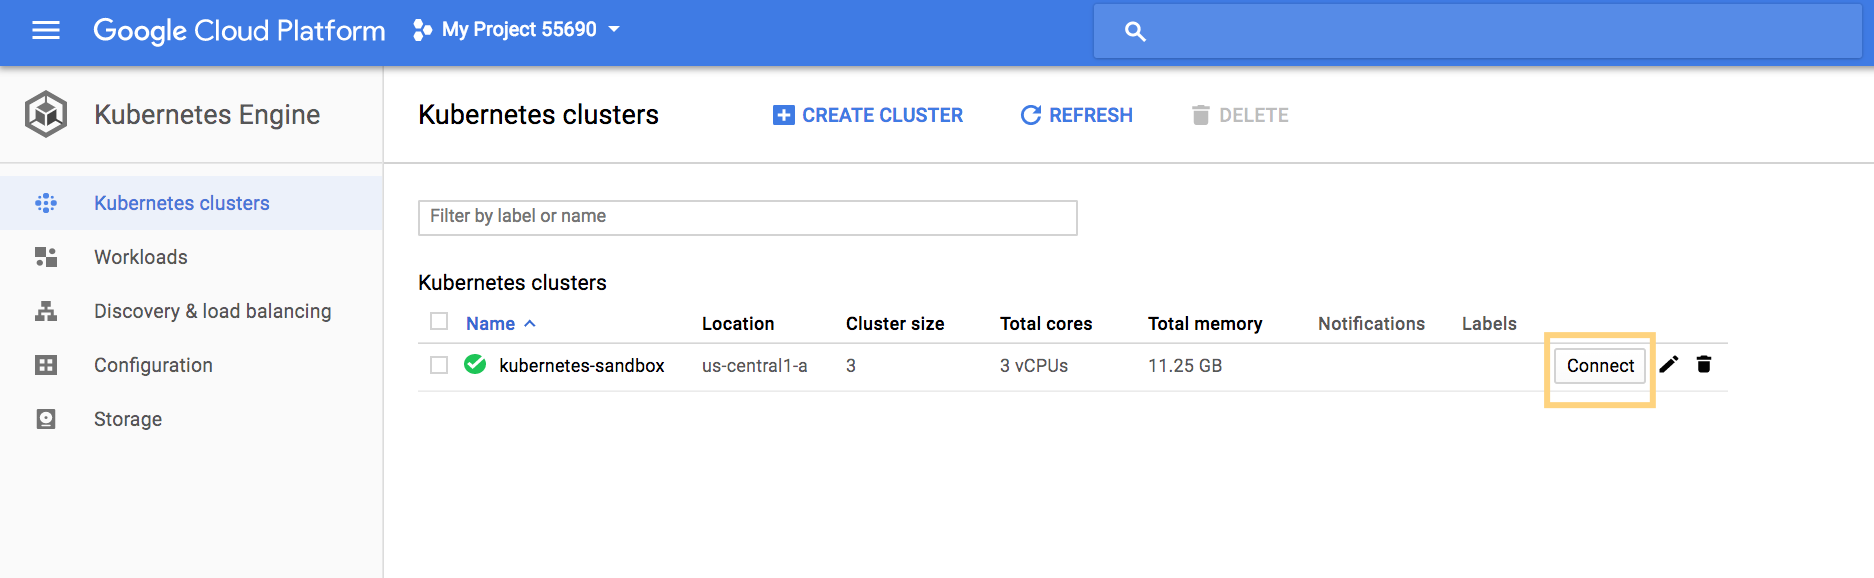 Google Cloud Platform My Project 55690
Kubernetes Engine
Kubernetes clusters
Workloads
Discovery & load balancing
Configuration
Storage
Kubernetes clusters CREATE CLUSTER REFRESH DELETE
Filter by label or name
Kubernetes clusters
Name Location Cluster size Total cores Total memory Notifications Labels
kubernetes-sandbox us-central1-a 3 3 vCPUs 11.25 GB Connect